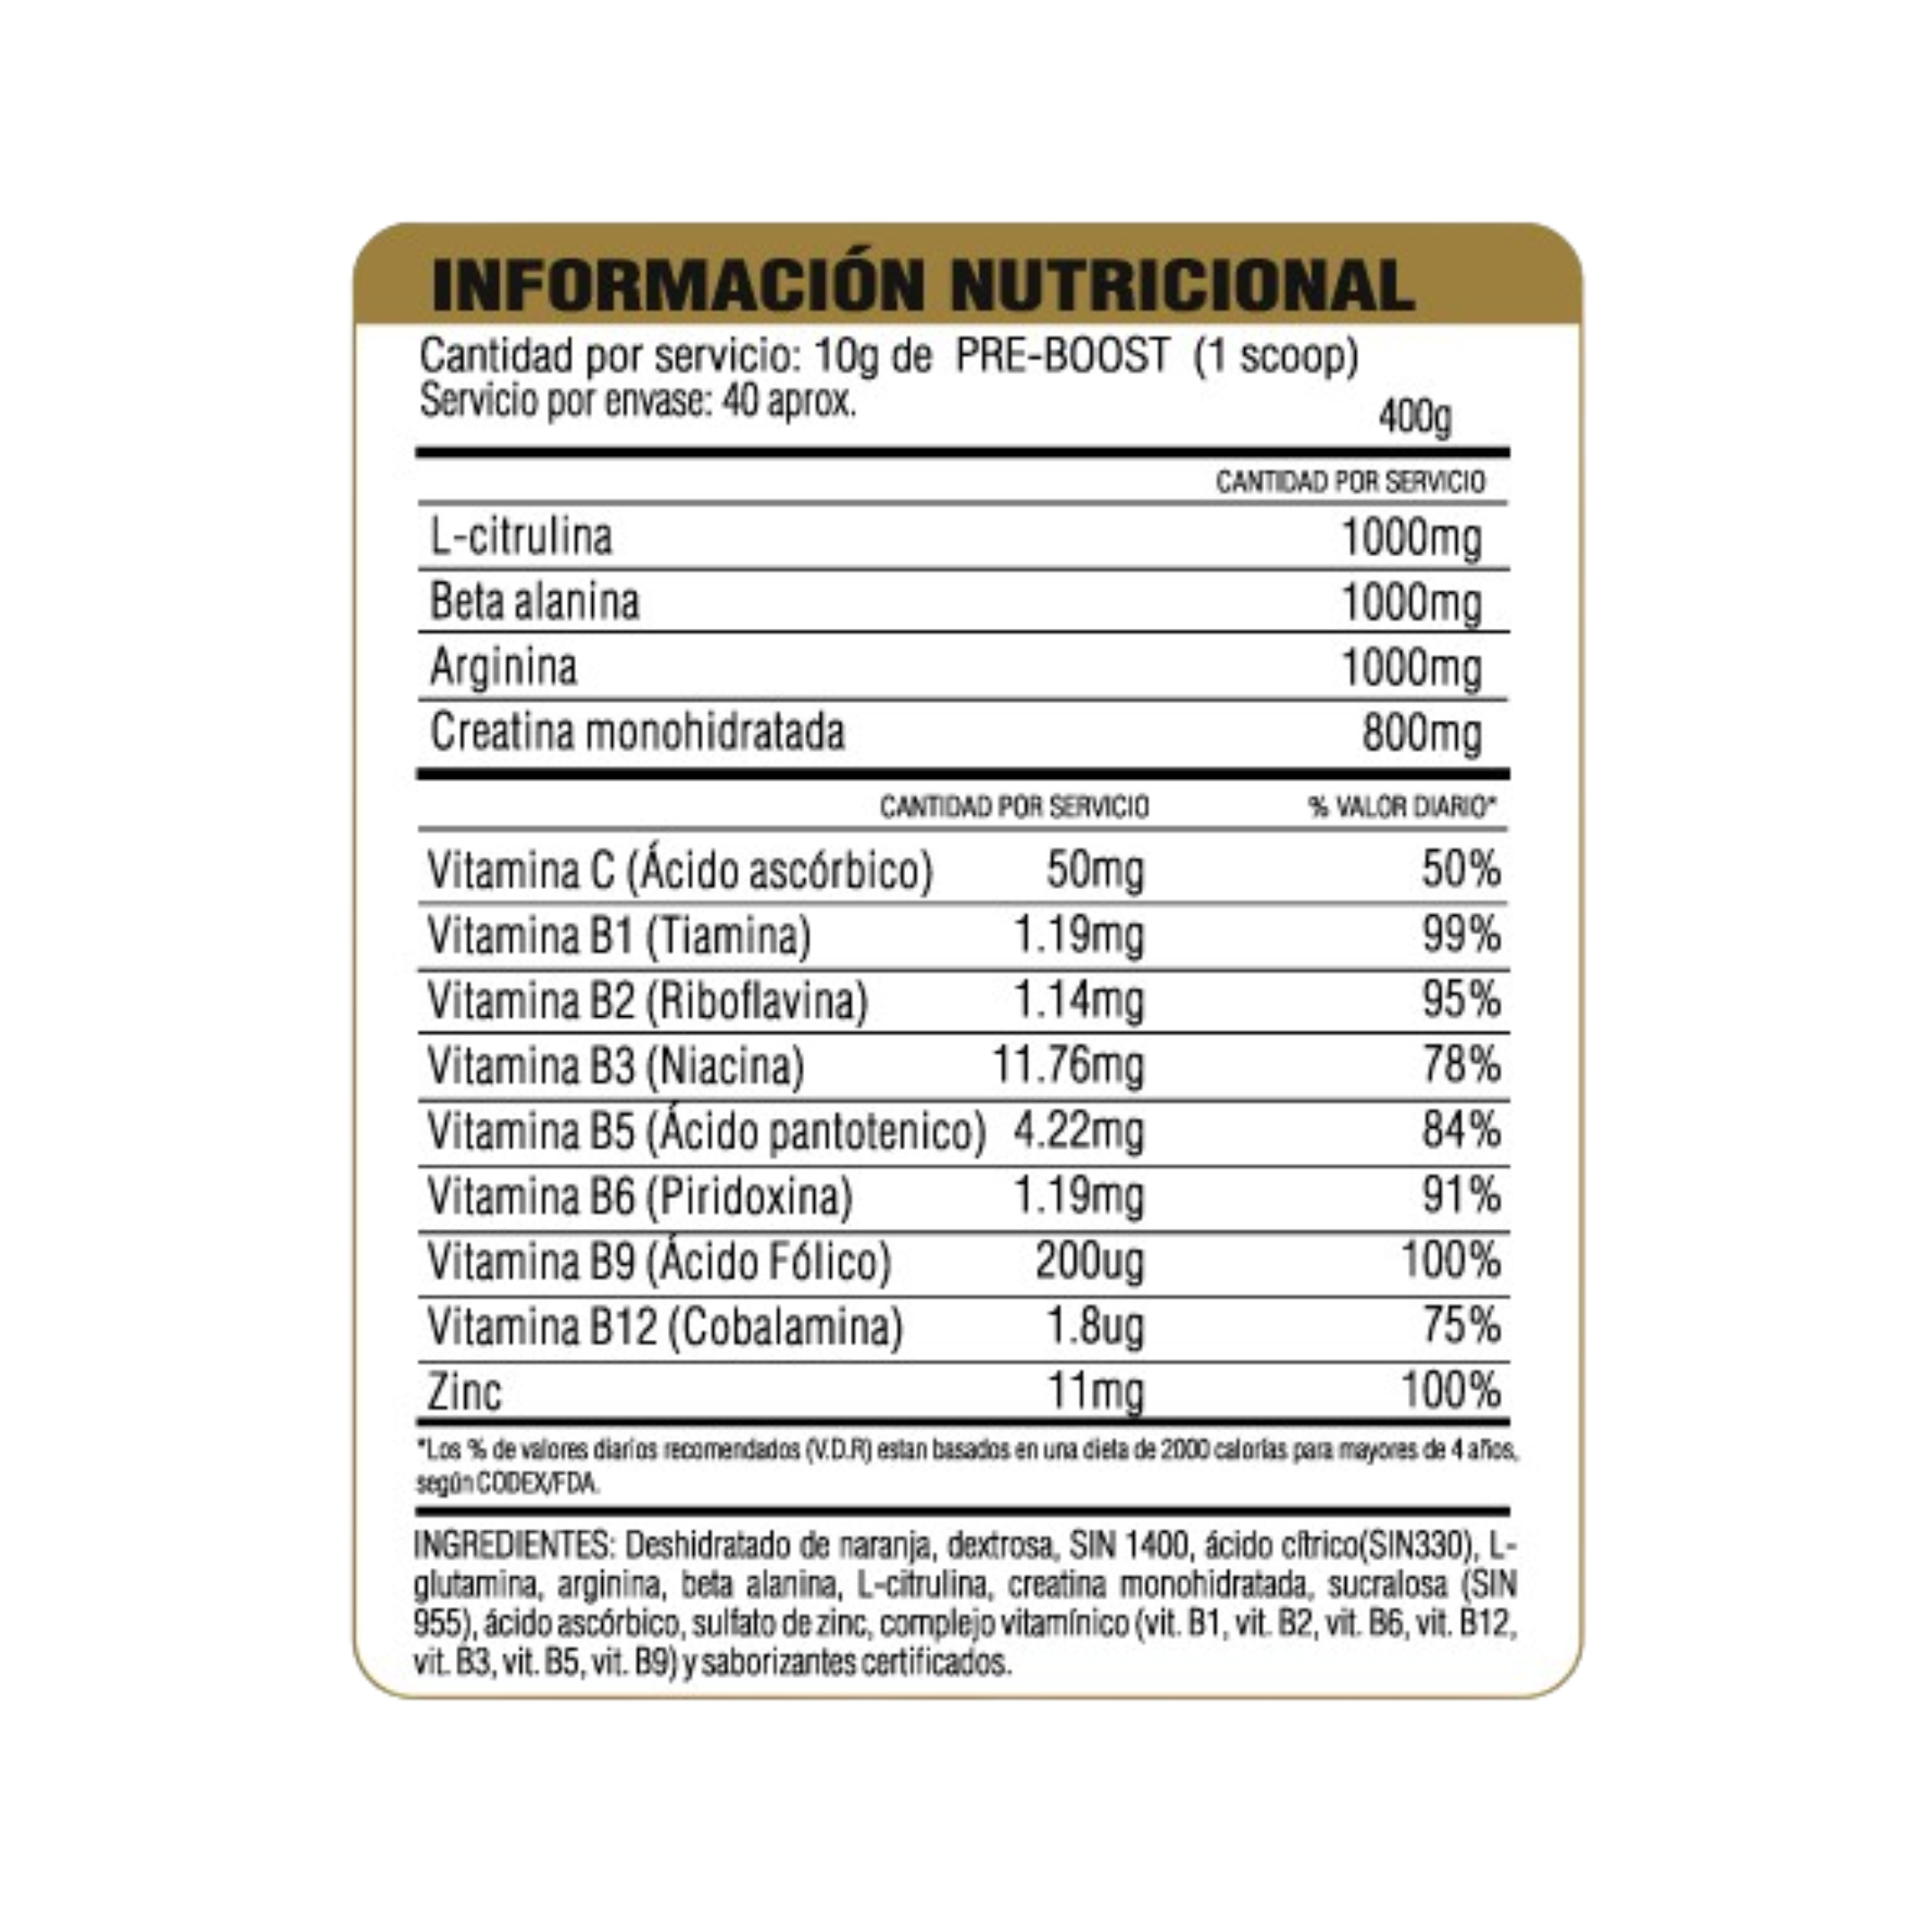 INFORMACIÓN NUTRICIONAL
Cantidad por servicio: 10g de PRE-BOOST (1 scoop)
Servicio por envase: 40 aprox.
400g
CANTIDAD POR SERVICIO
L-citrulina 1000mg
Beta alanina 1000mg
Arginina 1000mg
Creatina monohidratada 800mg
CANTIDAD POR SERVICIO % VALOR DIARIO*
Vitamina C (Ácido ascórbico) 50mg 50%
Vitamina B1 (Tiamina) 1.19mg 99%
Vitamina B2 (Riboflavina) 1.14mg 95%
Vitamina B3 (Niacina) 11.76mg 78%
Vitamina B5 (Ácido pantotenico) 4.22mg 84%
Vitamina B6 (Piridoxina) 1.19mg 91%
Vitamina B9 (Ácido Fólico) 200ug 100%
Vitamina B12 (Cobalamina) 1.8ug 75%
Zinc 11mg 100%
*Los % de valores diarios recomendados (V.D.R) estan basados en una dieta de 2000 calorías para mayores de 4 años,
según CODEX/FDA.
INGREDIENTES: Deshidratado de naranja, dextrosa, SIN 1400, ácido cítrico(SIN330), L-
glutamina, arginina, beta alanina, L-citrulina, creatina monohidratada, sucralosa (SIN
955), ácido ascórbico, sulfato de zinc, complejo vitamínico (vit. B1, vit. B2, vit. B6, vit. B12,
vit. B3, vit. B5, vit. B9) y saborizantes certificados.